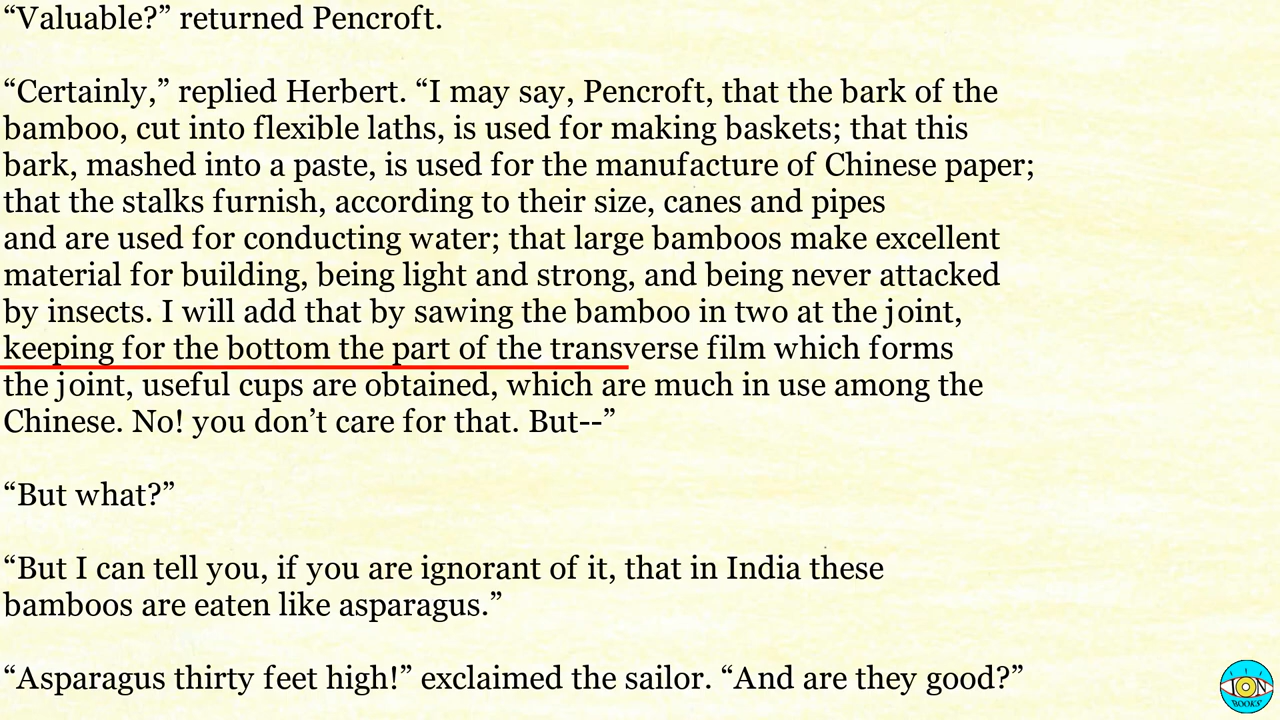 “Valuable?” returned Pencroft.
“Certainly,” replied Herbert. “I may say, Pencroft, that the bark of the
bamboo, cut into flexible laths, is used for making baskets; that this
bark, mashed into a paste, is used for the manufacture of Chinese paper;
that the stalks furnish, according to their size, canes and pipes
and are used for conducting water; that large bamboos make excellent
material for building, being light and strong, and being never attacked
by insects. I will add that by sawing the bamboo in two at the joint,
keeping for the bottom the part of the transverse film which forms
the joint, useful cups are obtained, which are much in use among the
Chinese. No! you don’t care for that. But--”
“But what?”
“But I can tell you, if you are ignorant of it, that in India these
bamboos are eaten like asparagus.”
“Asparagus thirty feet high!” exclaimed the sailor. “And are they good?”
ION
BOOKS